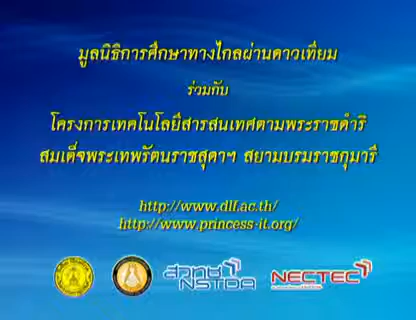 มูลนิธิการศึกษาทางไกลผ่านดาวเทียม
ร่วมกับ
โครงการเทคโนโลยีสารสนเทศตามพระราชดำริ
สมเด็จพระเทพรัตนราชสุดาฯ สยามบรมราชกุมารี
http://www.dlf.ac.th/
http://www.princess-it.org/
สวทช NECTEC
NSTDA